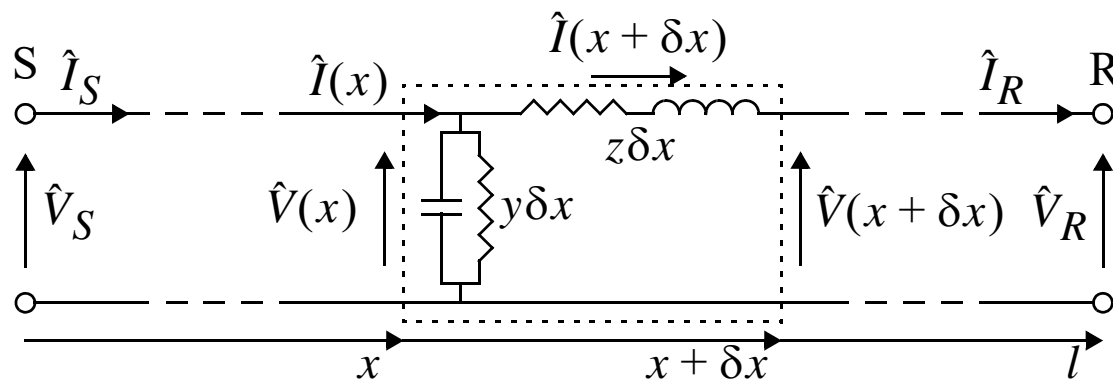 Î(x + δx)
S Î_S Î(x) Î_R R
zδx
V̂_S V̂(x) yδx V̂(x + δx) V̂_R
x x + δx l